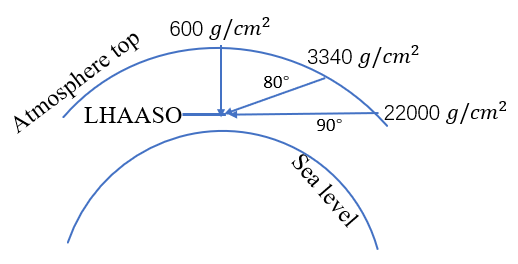 600 g/cm²
3340 g/cm²
Atmosphere top
80°
LHAASO
22000 g/cm²
90°
Sea level